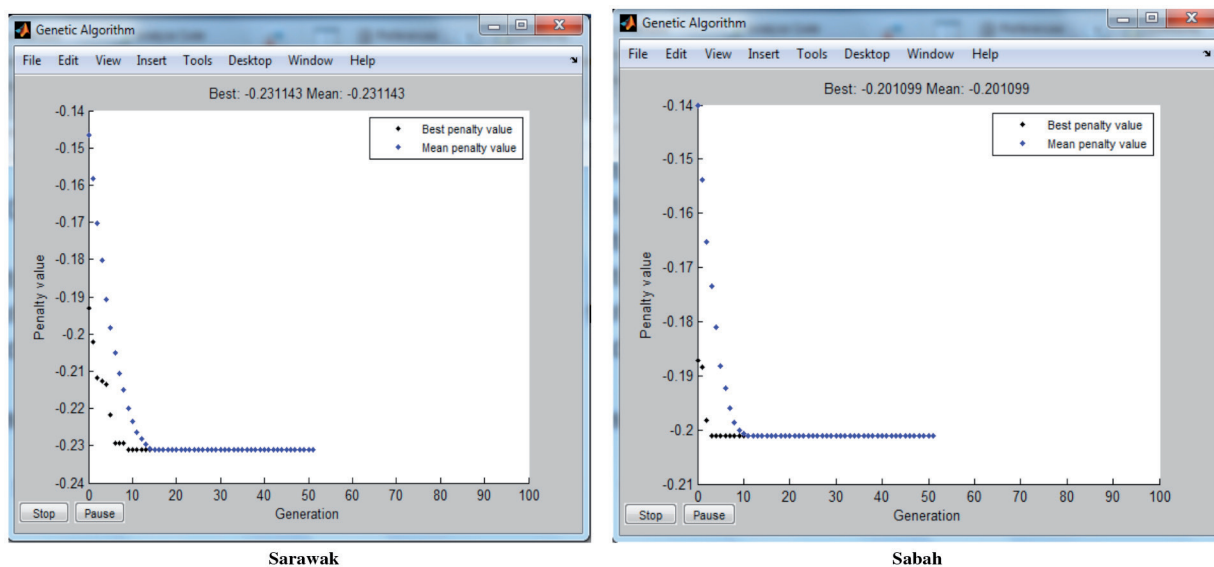 Genetic Algorithm
File Edit View Insert Tools Desktop Window Help
Best: -0.231143 Mean: -0.231143
Best penalty value
Mean penalty value
Penalty value
-0.14
-0.15
-0.16
-0.17
-0.18
-0.19
-0.2
-0.21
-0.22
-0.23
-0.24
0 10 20 30 40 50 60 70 80 90 100
Generation
Stop Pause
Sarawak
Genetic Algorithm
File Edit View Insert Tools Desktop Window Help
Best: -0.201099 Mean: -0.201099
Best penalty value
Mean penalty value
Penalty value
-0.14
-0.15
-0.16
-0.17
-0.18
-0.19
-0.2
-0.21
0 10 20 30 40 50 60 70 80 90 100
Generation
Stop Pause
Sabah